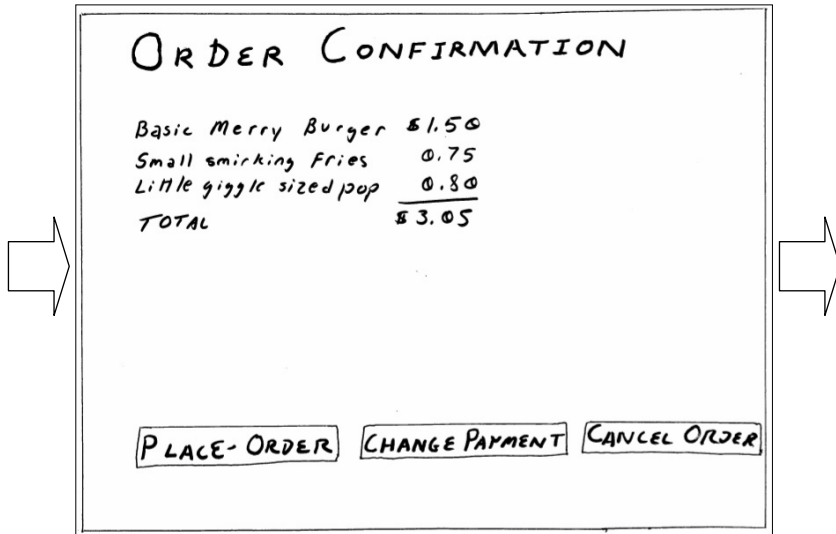 ORDER CONFIRMATION
Basic Merry Burger $1.50
Small smirking Fries 0.75
Little giggle sized pop 0.80
TOTAL $3.05
PLACE-ORDER CHANGE PAYMENT CANCEL ORDER